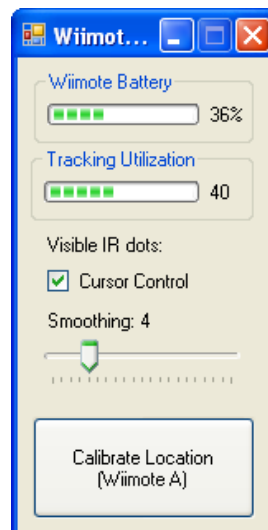 Wiimot...
Wiimote Battery
36%
Tracking Utilization
40
Visible IR dots:
Cursor Control
Smoothing: 4
Calibrate Location
(Wiimote A)